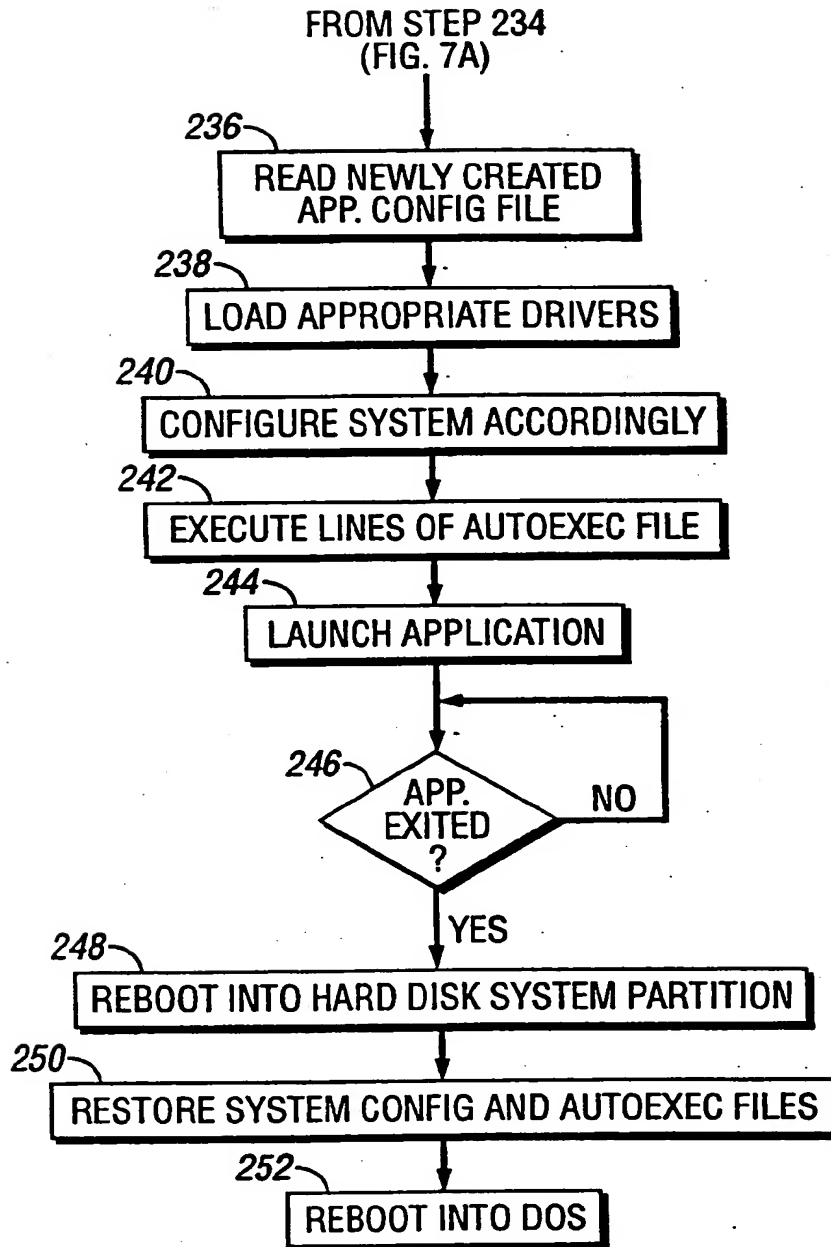 FROM STEP 234
(FIG. 7A)
236
READ NEWLY CREATED
APP. CONFIG FILE
238
LOAD APPROPRIATE DRIVERS
240
CONFIGURE SYSTEM ACCORDINGLY
242
EXECUTE LINES OF AUTOEXEC FILE
244
LAUNCH APPLICATION
246
APP.
EXITED
?
NO
YES
248
REBOOT INTO HARD DISK SYSTEM PARTITION
250
RESTORE SYSTEM CONFIG AND AUTOEXEC FILES
252
REBOOT INTO DOS